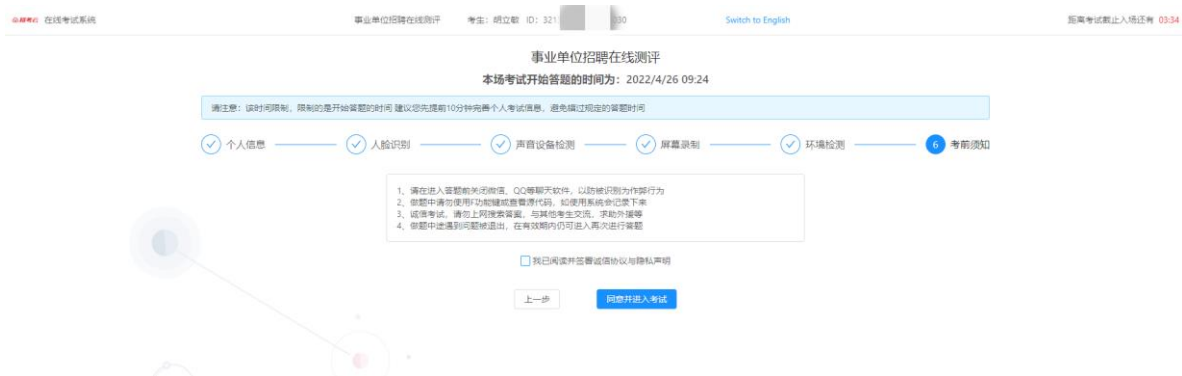 在线考试系统
事业单位招聘在线测评 考生：胡立敏 ID：321 030
Switch to English
距离考试截止入场还有 03:34
事业单位招聘在线测评
本场考试开始答题的时间为：2022/4/26 09:24
请注意：该时间限制，限制的是开始答题的时间 建议您先提前10分钟完善个人考试信息，避免错过规定的答题时间
个人信息 人脸识别 声音设备检测 屏幕录制 环境检测 6 考前须知
1、请在进入答题前关闭微信、QQ等聊天软件，以防被识别为作弊行为
2、做题中请勿使用F功能键或查看源代码，如使用系统会记录下来
3、诚信考试，请勿上网搜索答案，与其他考生交流，求助外援等
4、做题中途遇到问题被退出，在有效期内仍可进入再次进行答题
我已阅读并签署诚信协议与隐私声明
上一步 同意并进入考试